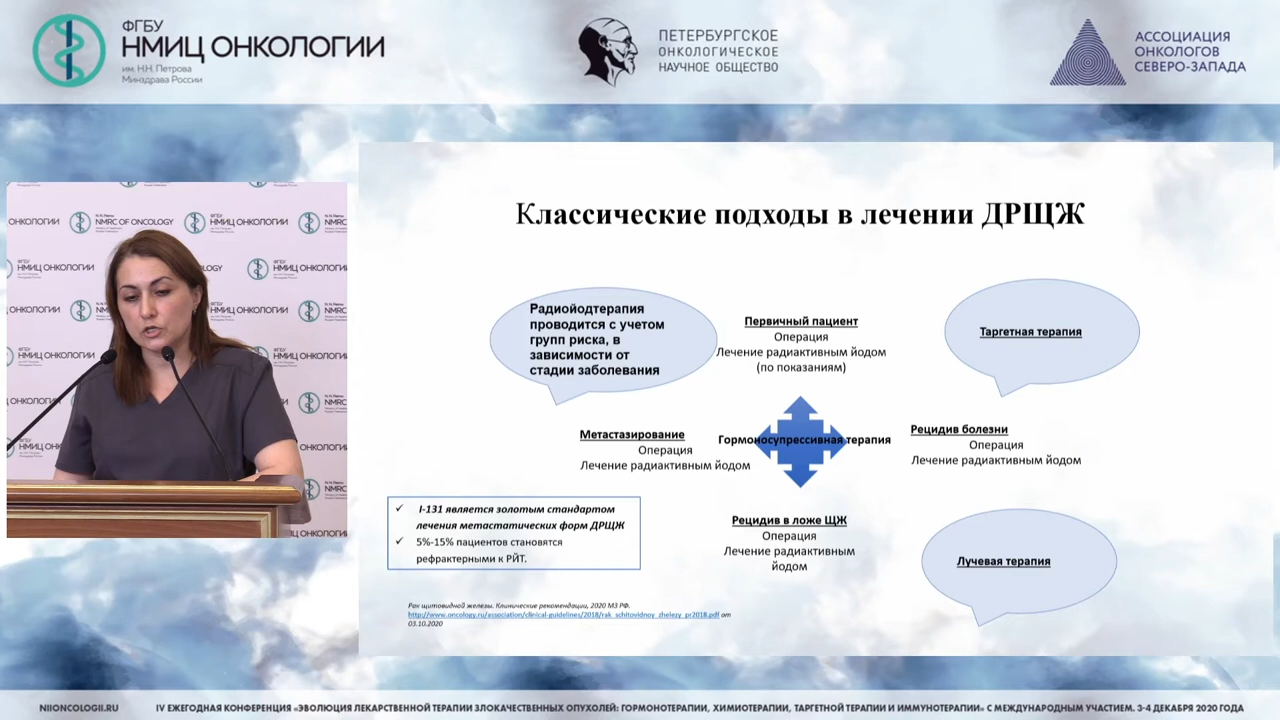 ФГБУ
НМИЦ ОНКОЛОГИИ
им. Н.Н. Петрова
Минздрава России
ПЕТЕРБУРГСКОЕ
ОНКОЛОГИЧЕСКОЕ
НАУЧНОЕ ОБЩЕСТВО
АССОЦИАЦИЯ
ОНКОЛОГОВ
СЕВЕРО-ЗАПАДА
NMRC OF ONCOLOGY
ФГБУ
НМИЦ ОНКОЛОГИИ
Классические подходы в лечении ДРЩЖ
Радиойодтерапия
проводится с учетом
групп риска, в
зависимости от
стадии заболевания
Первичный пациент
Операция
Лечение радиактивным йодом
(по показаниям)
Таргетная терапия
Метастазирование
Операция
Лечение радиактивным йодом
Гормоносупрессивная терапия
Рецидив болезни
Операция
Лечение радиактивным йодом
I-131 является золотым стандартом
лечения метастатических форм ДРЩЖ
5%-15% пациентов становятся
рефрактерными к РЙТ.
Рецидив в ложе ЩЖ
Операция
Лечение радиактивным
йодом
Лучевая терапия
Рак щитовидной железы. Клинические рекомендации, 2020 МЗ РФ.
http://www.oncology.ru/association/clinical-guidelines/2018/rak_schitovidnoy_zhelezy_pr2018.pdf от
03.10.2020
NIIONCOLOGII.RU
IV ЕЖЕГОДНАЯ КОНФЕРЕНЦИЯ «ЭВОЛЮЦИЯ ЛЕКАРСТВЕННОЙ ТЕРАПИИ ЗЛОКАЧЕСТВЕННЫХ ОПУХОЛЕЙ: ГОРМОНОТЕРАПИИ, ХИМИОТЕРАПИИ, ТАРГЕТНОЙ ТЕРАПИИ И ИММУНОТЕРАПИИ» С МЕЖДУНАРОДНЫМ УЧАСТИЕМ. 3-4 ДЕКАБРЯ 2020 ГОДА